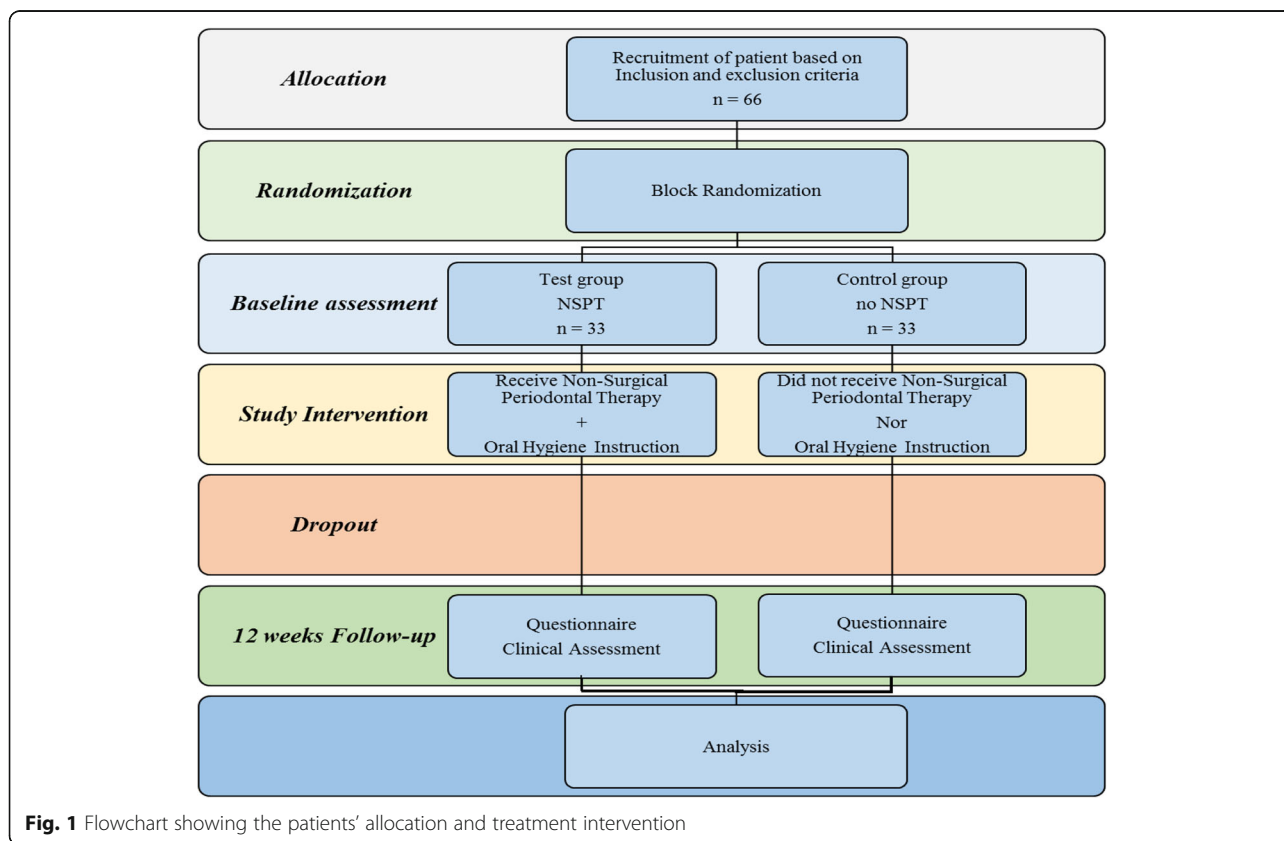 Allocation
Recruitment of patient based on
Inclusion and exclusion criteria
n = 66
Randomization
Block Randomization
Baseline assessment
Test group
NSPT
n = 33
Control group
no NSPT
n = 33
Study Intervention
Receive Non-Surgical
Periodontal Therapy
+
Oral Hygiene Instruction
Did not receive Non-Surgical
Periodontal Therapy
Nor
Oral Hygiene Instruction
Dropout
12 weeks Follow-up
Questionnaire
Clinical Assessment
Questionnaire
Clinical Assessment
Analysis
Fig. 1 Flowchart showing the patients' allocation and treatment intervention